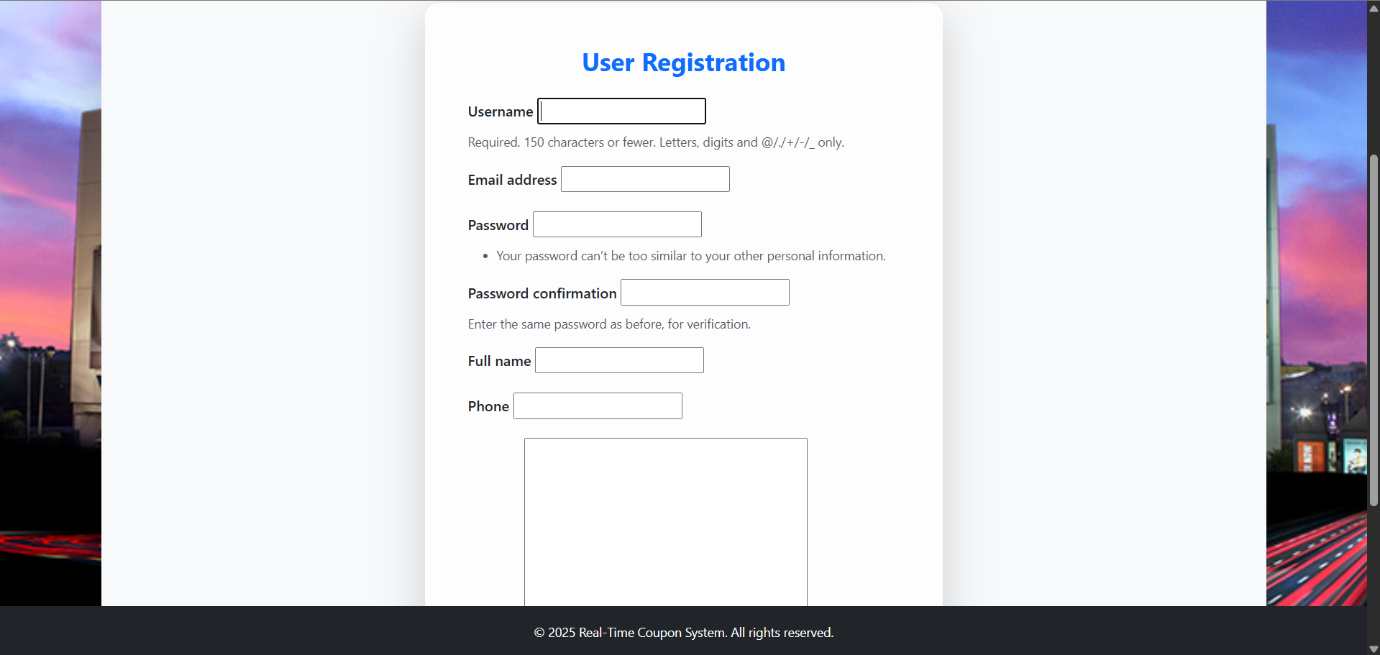 User Registration
Username
Required. 150 characters or fewer. Letters, digits and @/./+/-/_ only.
Email address
Password
• Your password can’t be too similar to your other personal information.
Password confirmation
Enter the same password as before, for verification.
Full name
Phone
© 2025 Real-Time Coupon System. All rights reserved.